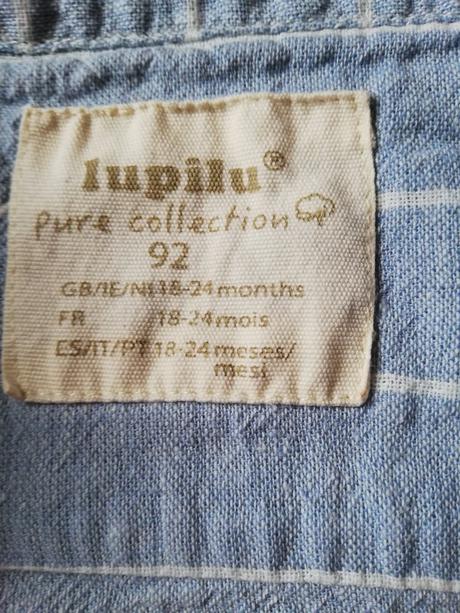 lupilu®
pure collection
92
GB/IE/NI 18-24 months
FR 18-24 mois
ES/IT/PT 18-24 meses/
mesi